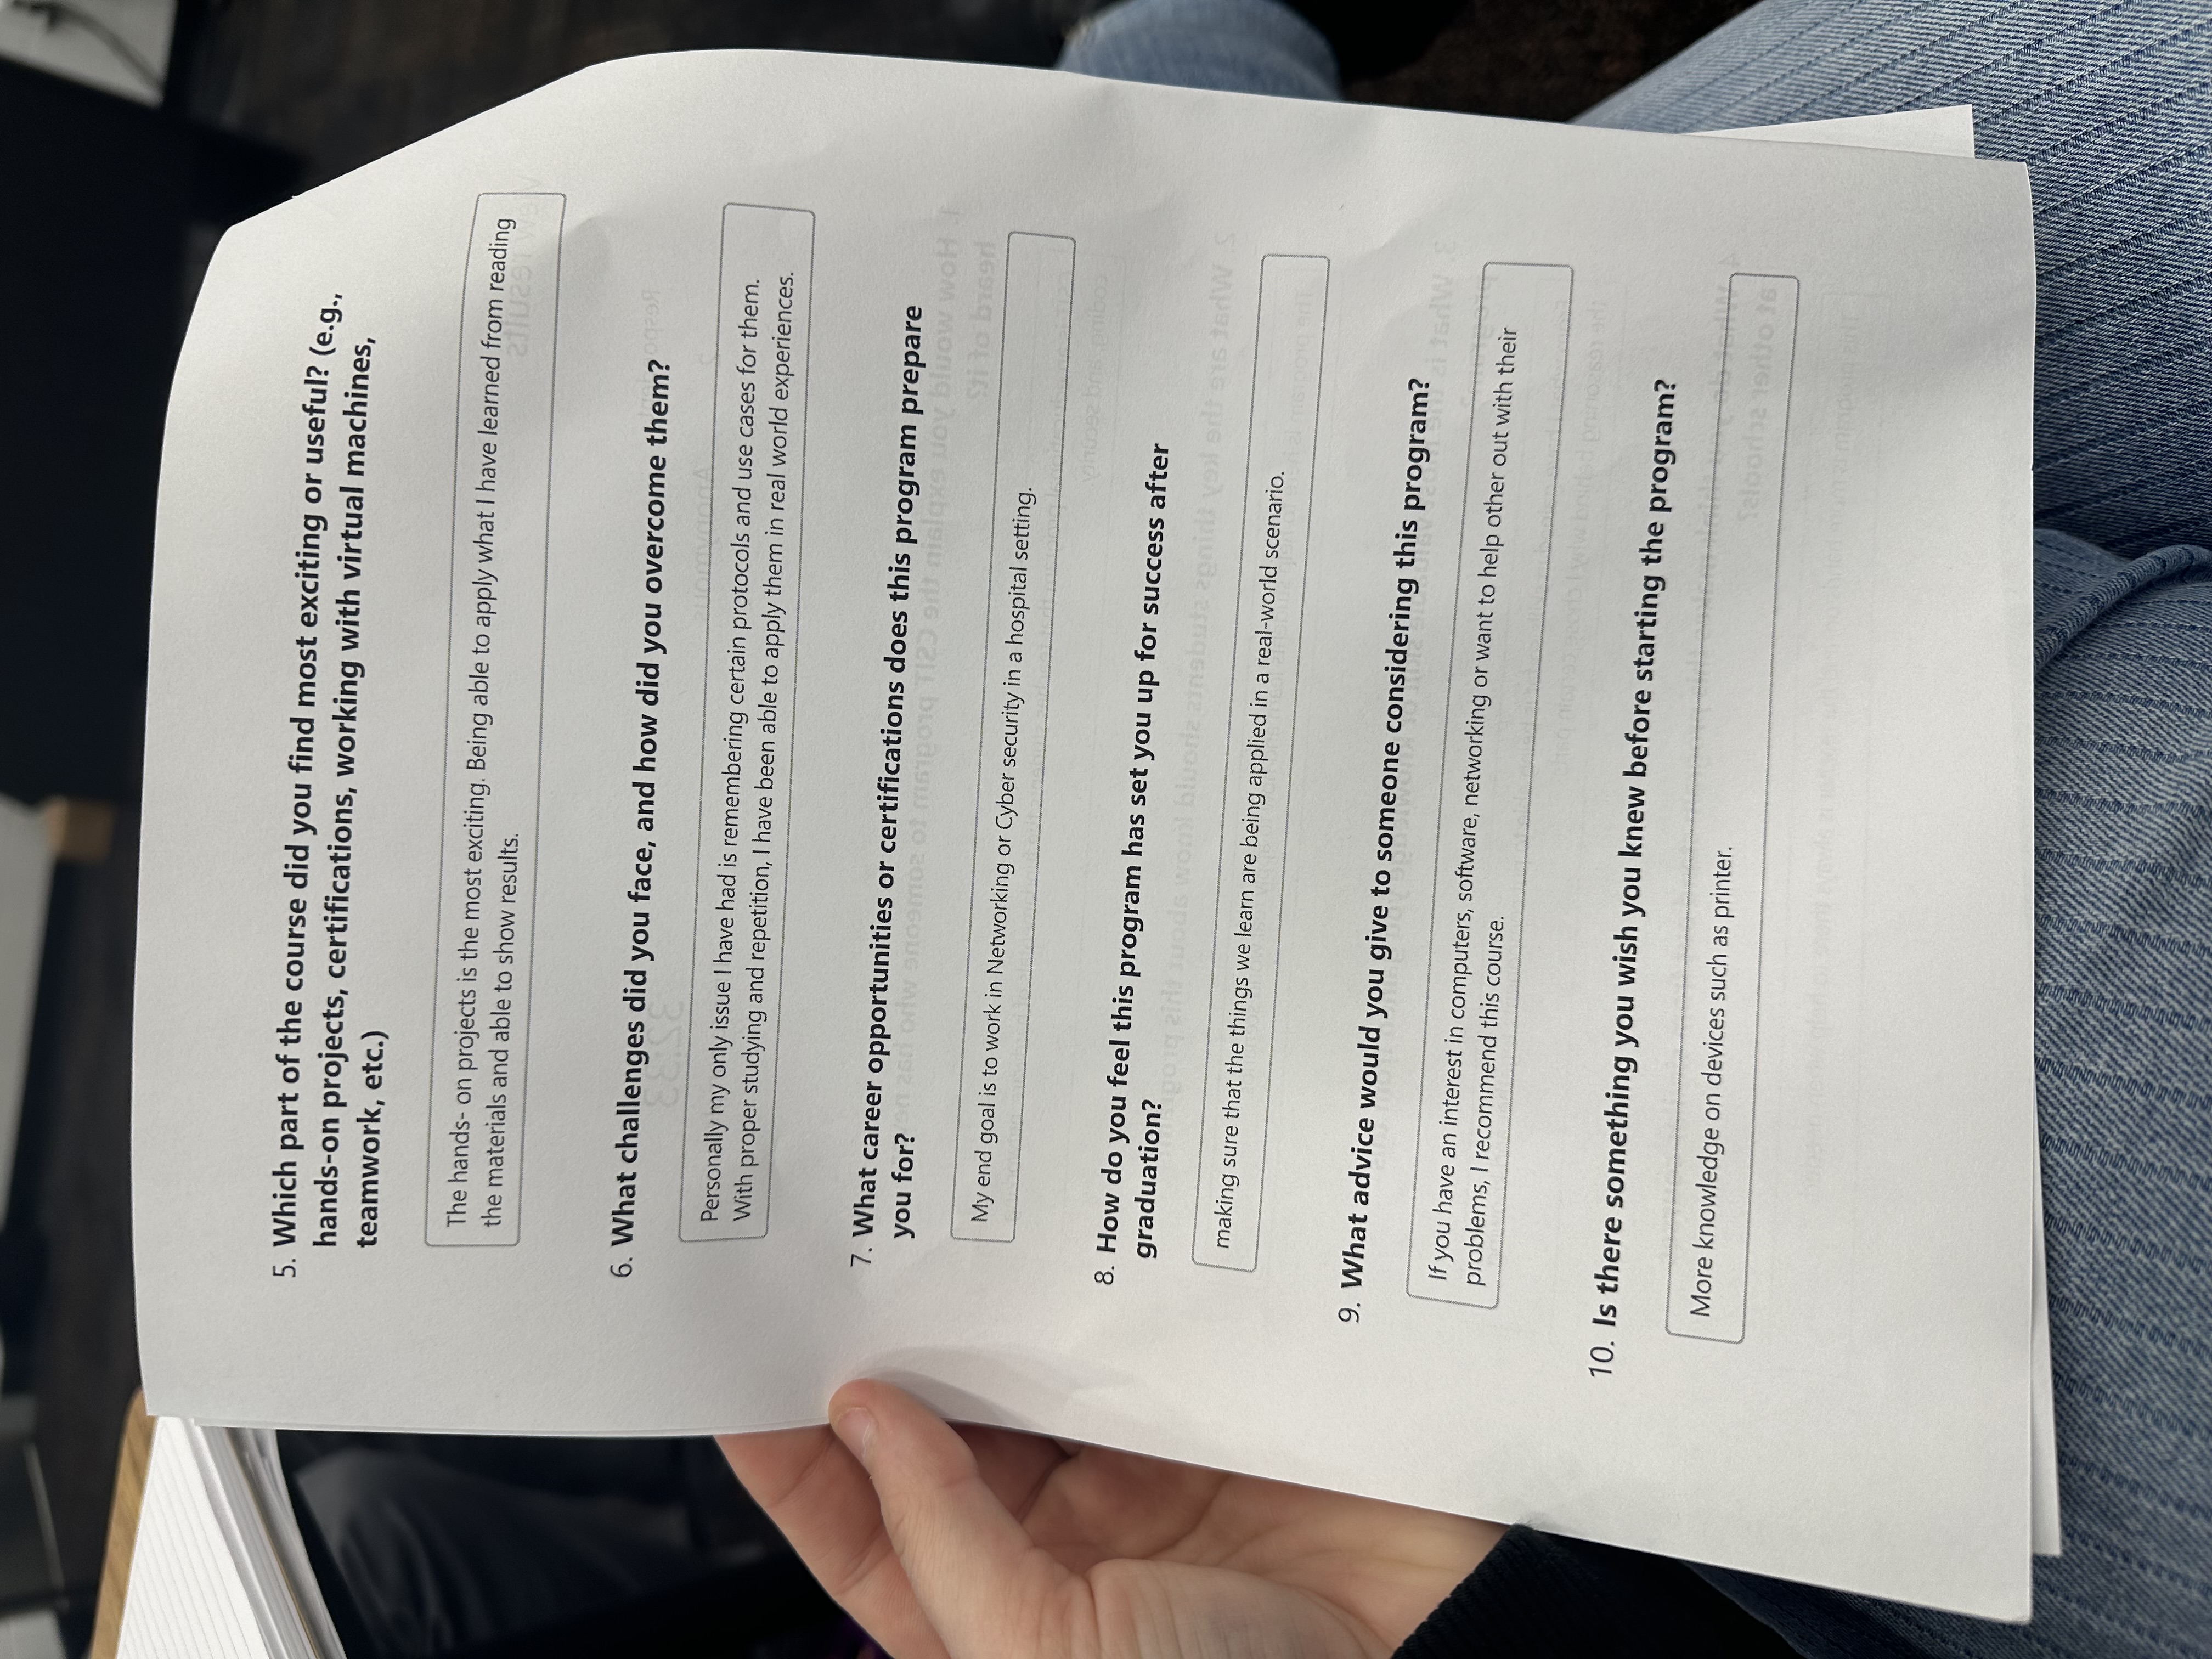 5. Which part of the course did you find most exciting or useful? (e.g.,
hands-on projects, certifications, working with virtual machines,
teamwork, etc.)
The hands- on projects is the most exciting. Being able to apply what I have learned from reading
the materials and able to show results.
6. What challenges did you face, and how did you overcome them?
Personally my only issue I have had is remembering certain protocols and use cases for them.
With proper studying and repetition, I have been able to apply them in real world experiences.
7. What career opportunities or certifications does this program prepare
you for?
My end goal is to work in Networking or Cyber security in a hospital setting.
8. How do you feel this program has set you up for success after
graduation?
making sure that the things we learn are being applied in a real-world scenario.
9. What advice would you give to someone considering this program?
If you have an interest in computers, software, networking or want to help other out with their
problems, I recommend this course.
10. Is there something you wish you knew before starting the program?
More knowledge on devices such as printer.